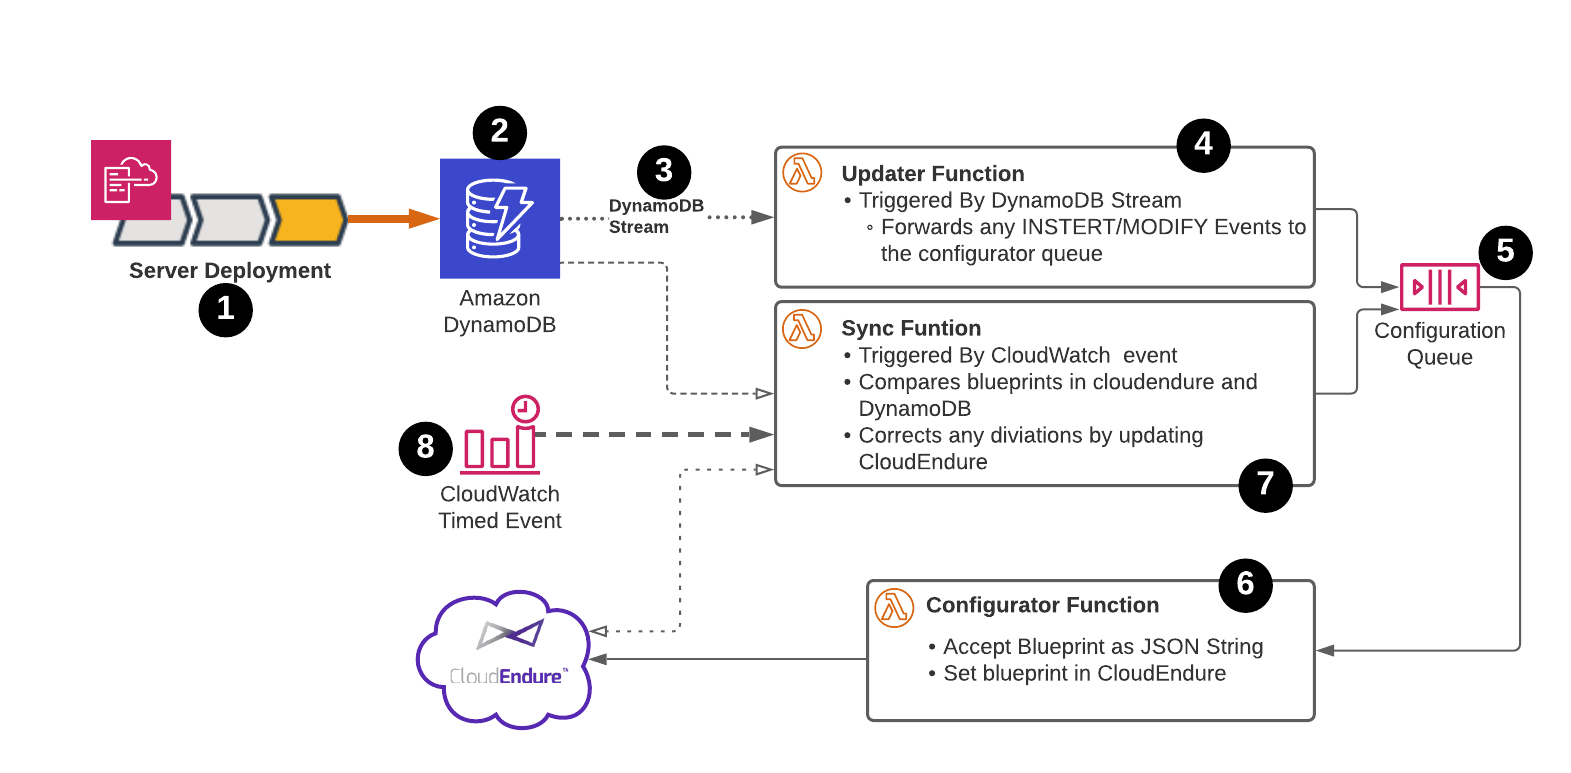 1
Server Deployment
2
Amazon
DynamoDB
3
DynamoDB
Stream
4
Updater Function
• Triggered By DynamoDB Stream
◦ Forwards any INSTERT/MODIFY Events to
the configurator queue
5
Configuration
Queue
Sync Funtion
• Triggered By CloudWatch  event
• Compares blueprints in cloudendure and
DynamoDB
• Corrects any diviations by updating
CloudEndure
7
8
CloudWatch
Timed Event
6
Configurator Function
• Accept Blueprint as JSON String
• Set blueprint in CloudEndure
CloudEndure™